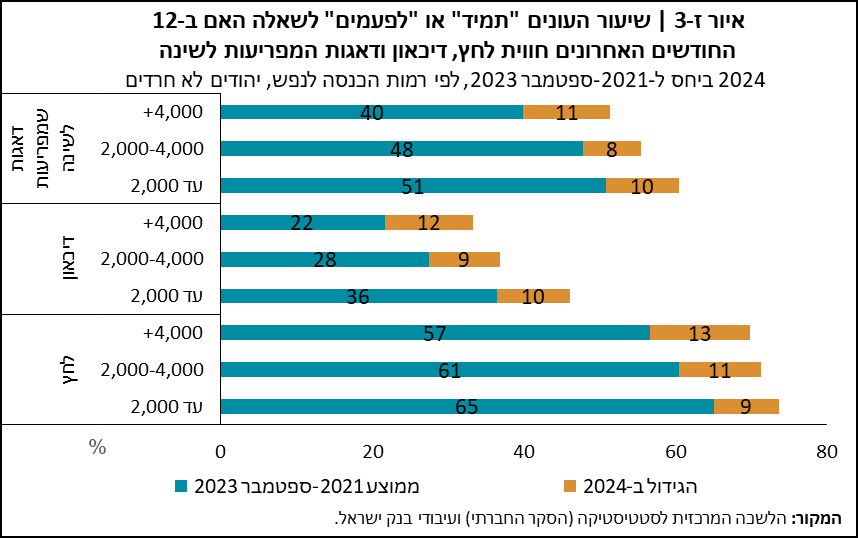 איור ז-3 | שיעור העונים "תמיד" או "לפעמים" לשאלה האם ב-12
החודשים האחרונים חווית לחץ, דיכאון ודאגות המפריעות לשינה
2024 ביחס ל-2021-ספטמבר 2023, לפי רמות הכנסה לנפש, יהודים לא חרדים
דאגות
שמפריעות
לשינה
4,000+
40
11
2,000-4,000
48
8
עד 2,000
51
10
דיכאון
4,000+
22
12
2,000-4,000
28
9
עד 2,000
36
10
לחץ
4,000+
57
13
2,000-4,000
61
11
עד 2,000
65
9
%
0
20
40
60
80
ממוצע 2021-ספטמבר 2023
הגידול ב-2024
המקור: הלשכה המרכזית לסטטיסטיקה (הסקר החברתי) ועיבודי בנק ישראל.